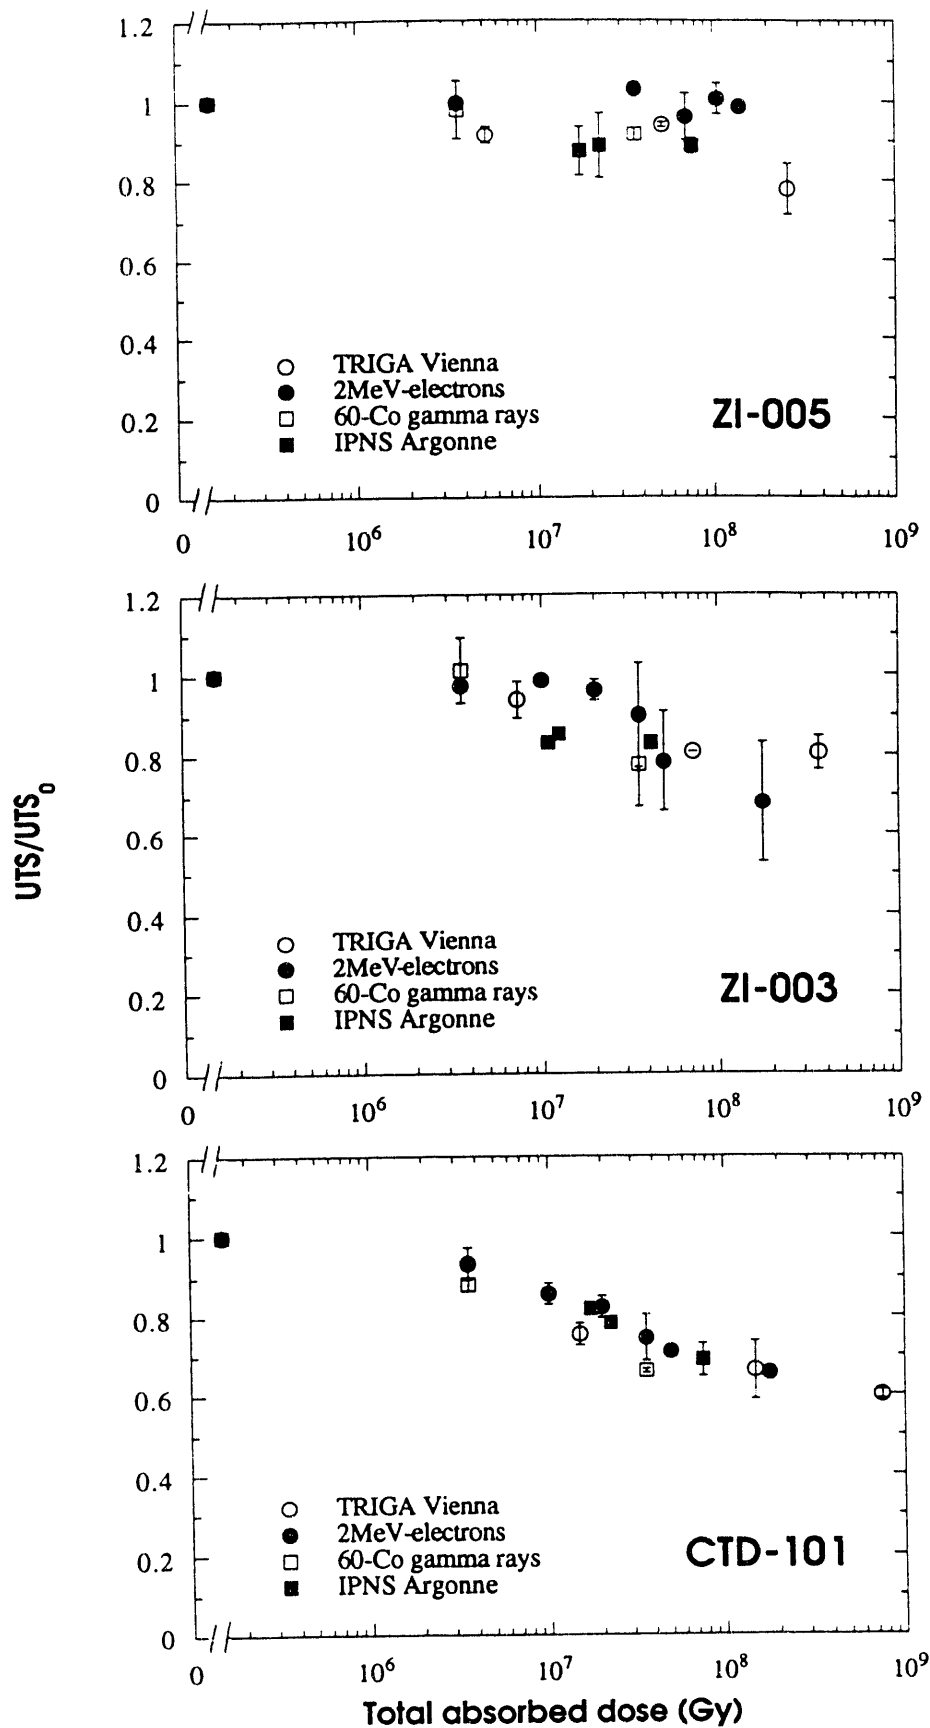 1.2
1
0.8
0.6
0.4
0.2
0
TRIGA Vienna
2MeV-electrons
60-Co gamma rays
IPNS Argonne
ZI-005
0 10⁶ 10⁷ 10⁸ 10⁹
1.2
1
0.8
0.6
0.4
0.2
0
UTS/UTS₀
TRIGA Vienna
2MeV-electrons
60-Co gamma rays
IPNS Argonne
ZI-003
0 10⁶ 10⁷ 10⁸ 10⁹
1.2
1
0.8
0.6
0.4
0.2
0
TRIGA Vienna
2MeV-electrons
60-Co gamma rays
IPNS Argonne
CTD-101
0 10⁶ 10⁷ 10⁸ 10⁹
Total absorbed dose (Gy)